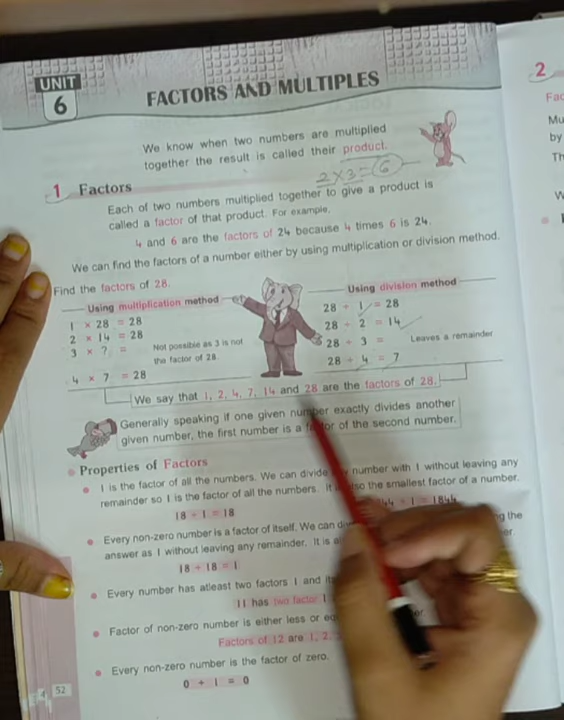 UNIT
6
FACTORS AND MULTIPLES
We know when two numbers are multiplied
together the result is called their product.
2 × 3 = 6
1 Factors
Each of two numbers multiplied together to give a product is
called a factor of that product. For example,
4 and 6 are the factors of 24 because 4 times 6 is 24.
We can find the factors of a number either by using multiplication or division method.
Find the factors of 28.
Using multiplication method
1 × 28 = 28
2 × 14 = 28
3 × ? =
Not possible as 3 is not
the factor of 28.
4 × 7 = 28
Using division method
28 ÷ 1 = 28
28 ÷ 2 = 14
28 ÷ 3 = Leaves a remainder
28 ÷ 4 = 7
We say that 1, 2, 4, 7, 14 and 28 are the factors of 28.
Generally speaking if one given number exactly divides another
given number, the first number is a factor of the second number.
Properties of Factors
• 1 is the factor of all the numbers. We can divide number with 1 without leaving any
remainder so 1 is the factor of all the numbers. the smallest factor of a number.
18 ÷ 1 = 18 ÷ 1 = 1844
• Every non-zero number is a factor of itself. We can the
answer as 1 without leaving any remainder. It is
18 ÷ 18 = 1
• Every number has atleast two factors 1 and
11 has two factor 1
• Factor of non-zero number is either less or
Factors of 12 are 1, 2,
• Every non-zero number is the factor of zero.
0 ÷ 1 = 0
52
2
Fac
Mu
by
Th